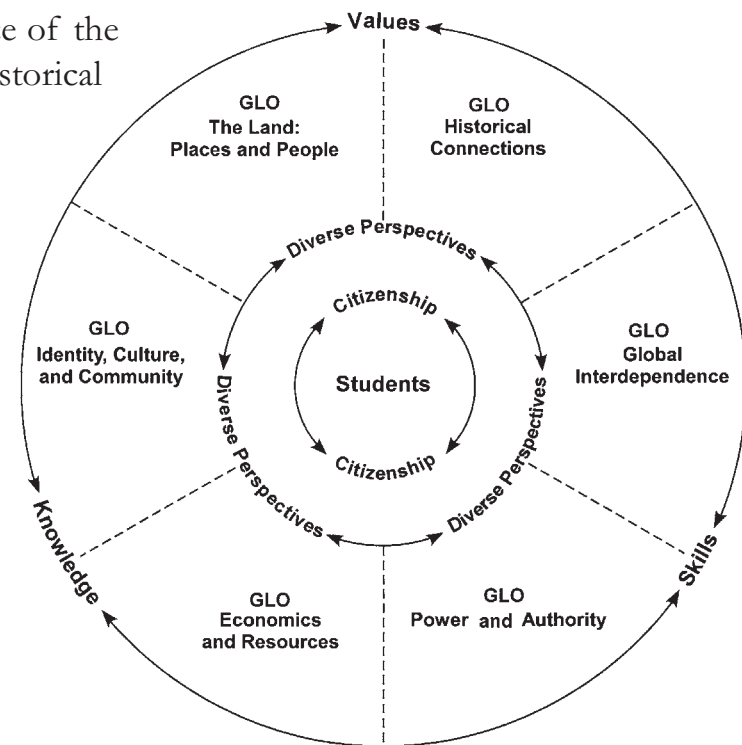 of the
storical
Values
GLO
The Land:
Places and People
GLO
Historical
Connections
Diverse Perspectives
Citizenship
GLO
Identity, Culture,
and Community
Students
GLO
Global
Interdependence
Diverse Perspectives
Diverse Perspectives
Citizenship
Knowledge
Skills
GLO
Economics
and Resources
GLO
Power and Authority